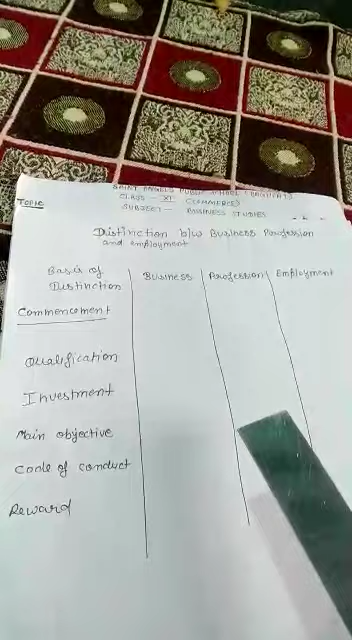 SAINT ANGELS PUBLIC SCHOOL
CLASS - XI (COMMERCE)
TOPIC
SUBJECT - BUSINESS STUDIES
Distinction b/w Business Profession
and employment
Basis of
Distinction
Business
Profession
Employment
Commencement
Qualification
Investment
Main objective
Code of conduct
Reward